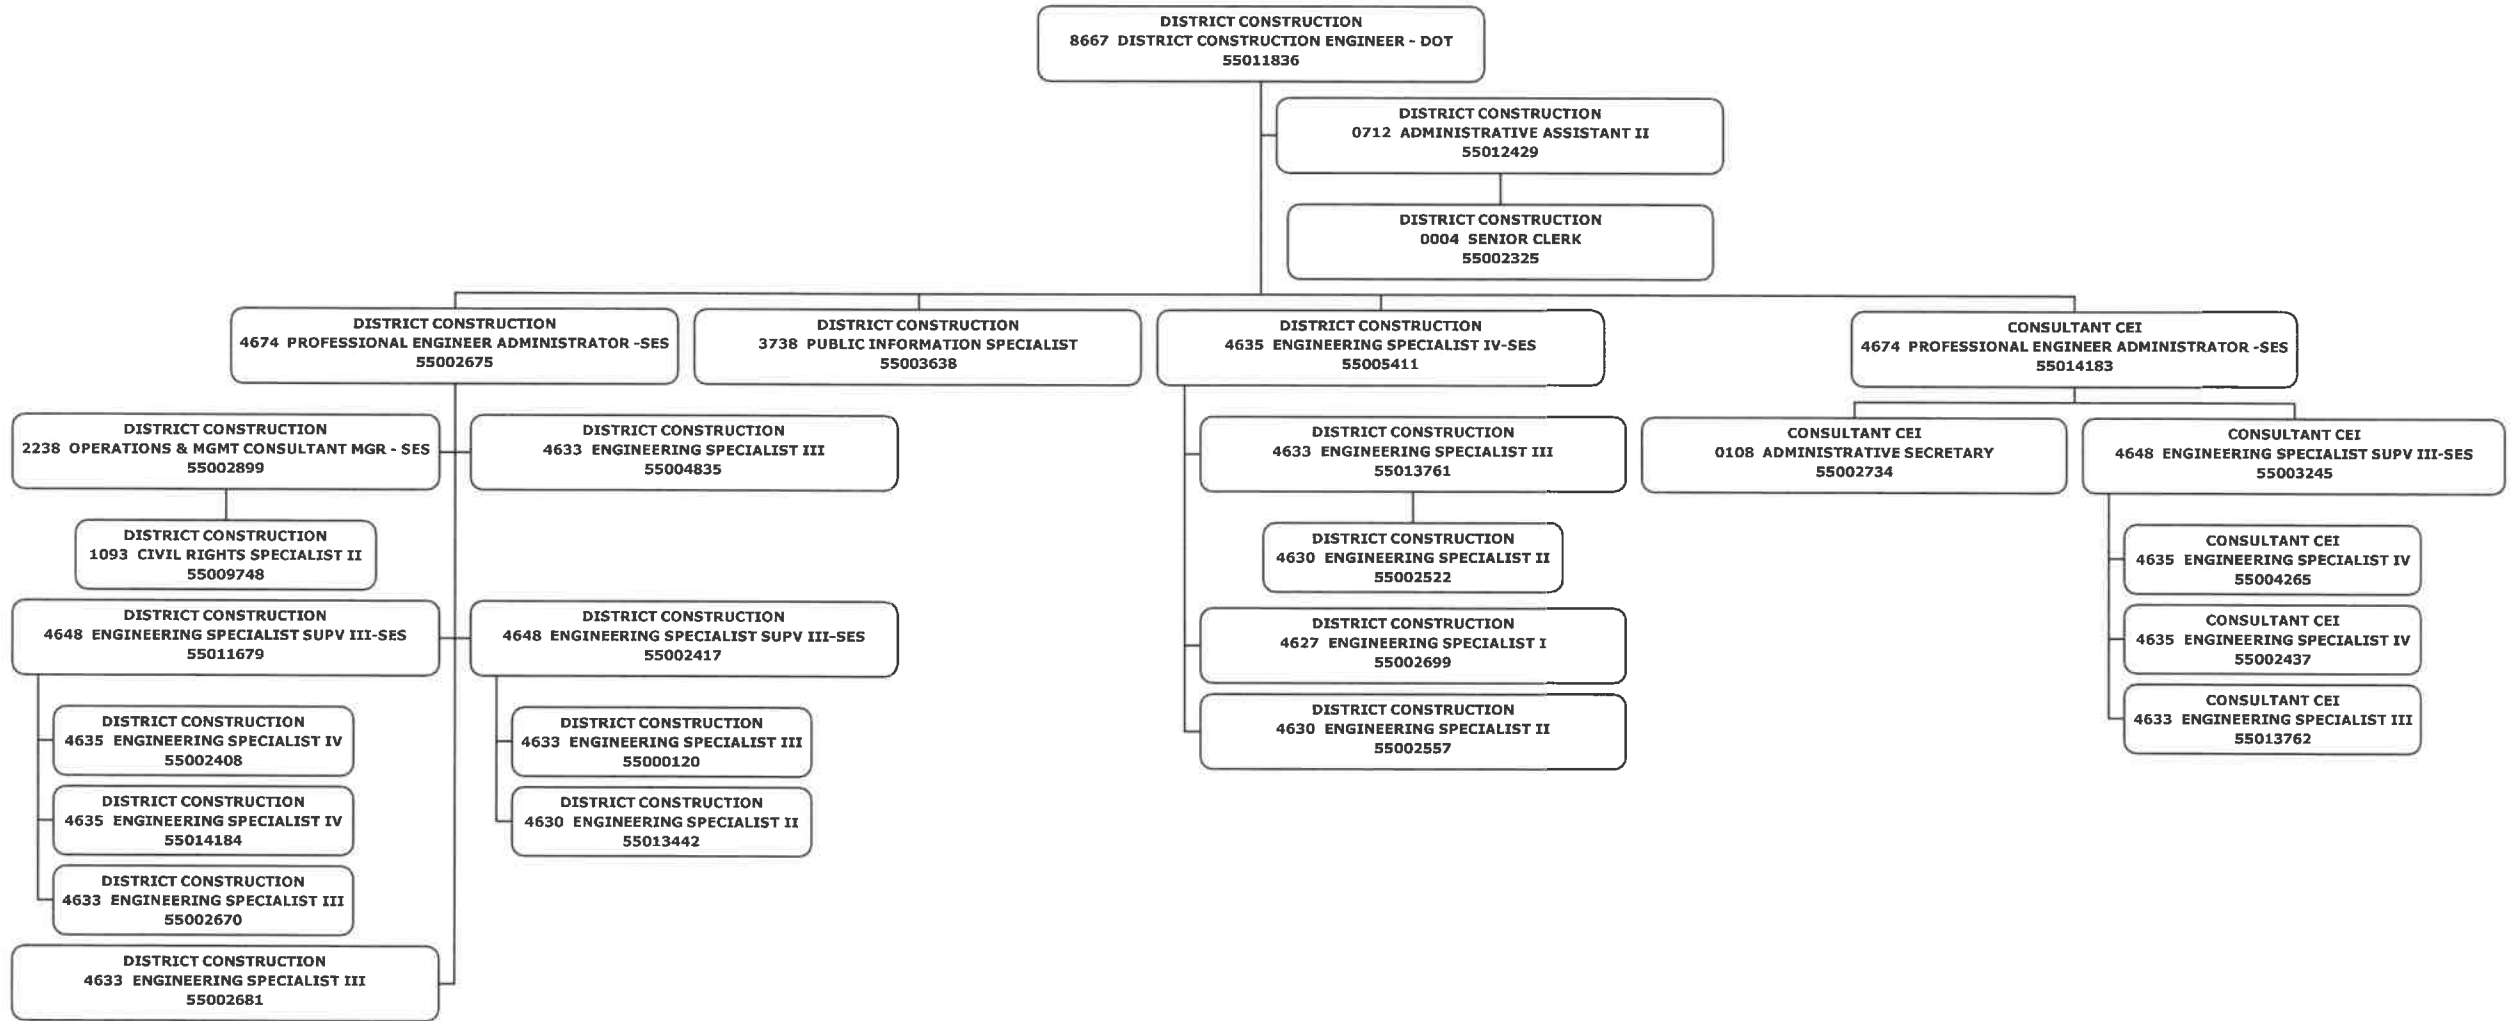 DISTRICT CONSTRUCTION
8667 DISTRICT CONSTRUCTION ENGINEER - DOT
55011836
DISTRICT CONSTRUCTION
0712 ADMINISTRATIVE ASSISTANT II
55012429
DISTRICT CONSTRUCTION
0004 SENIOR CLERK
55002325
DISTRICT CONSTRUCTION
4674 PROFESSIONAL ENGINEER ADMINISTRATOR -SES
55002675
DISTRICT CONSTRUCTION
3738 PUBLIC INFORMATION SPECIALIST
55003638
DISTRICT CONSTRUCTION
4635 ENGINEERING SPECIALIST IV-SES
55005411
CONSULTANT CEI
4674 PROFESSIONAL ENGINEER ADMINISTRATOR -SES
55014183
DISTRICT CONSTRUCTION
2238 OPERATIONS & MGMT CONSULTANT MGR - SES
55002899
DISTRICT CONSTRUCTION
4633 ENGINEERING SPECIALIST III
55004835
DISTRICT CONSTRUCTION
4633 ENGINEERING SPECIALIST III
55013761
CONSULTANT CEI
0108 ADMINISTRATIVE SECRETARY
55002734
CONSULTANT CEI
4648 ENGINEERING SPECIALIST SUPV III-SES
55003245
DISTRICT CONSTRUCTION
1093 CIVIL RIGHTS SPECIALIST II
55009748
DISTRICT CONSTRUCTION
4630 ENGINEERING SPECIALIST II
55002522
CONSULTANT CEI
4635 ENGINEERING SPECIALIST IV
55004265
DISTRICT CONSTRUCTION
4648 ENGINEERING SPECIALIST SUPV III-SES
55011679
DISTRICT CONSTRUCTION
4648 ENGINEERING SPECIALIST SUPV III-SES
55002417
DISTRICT CONSTRUCTION
4627 ENGINEERING SPECIALIST I
55002699
CONSULTANT CEI
4635 ENGINEERING SPECIALIST IV
55002437
DISTRICT CONSTRUCTION
4635 ENGINEERING SPECIALIST IV
55002408
DISTRICT CONSTRUCTION
4633 ENGINEERING SPECIALIST III
55000120
DISTRICT CONSTRUCTION
4630 ENGINEERING SPECIALIST II
55002557
CONSULTANT CEI
4633 ENGINEERING SPECIALIST III
55013762
DISTRICT CONSTRUCTION
4635 ENGINEERING SPECIALIST IV
55014184
DISTRICT CONSTRUCTION
4630 ENGINEERING SPECIALIST II
55013442
DISTRICT CONSTRUCTION
4633 ENGINEERING SPECIALIST III
55002670
DISTRICT CONSTRUCTION
4633 ENGINEERING SPECIALIST III
55002681